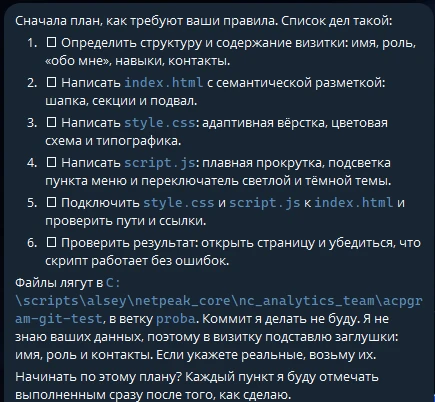 Сначала план, как требуют ваши правила. Список дел такой:
1. ☐ Определить структуру и содержание визитки: имя, роль,
«обо мне», навыки, контакты.
2. ☐ Написать index.html с семантической разметкой:
шапка, секции и подвал.
3. ☐ Написать style.css: адаптивная вёрстка, цветовая
схема и типографика.
4. ☐ Написать script.js: плавная прокрутка, подсветка
пункта меню и переключатель светлой и тёмной темы.
5. ☐ Подключить style.css и script.js к index.html и
проверить пути и ссылки.
6. ☐ Проверить результат: открыть страницу и убедиться, что
скрипт работает без ошибок.
Файлы лягут в C:
\scripts\alsey\netpeak_core\nc_analytics_team\acpgr
am-git-test, в ветку proba. Коммит я делать не буду. Я не
знаю ваших данных, поэтому в визитку подставлю заглушки:
имя, роль и контакты. Если укажете реальные, возьму их.
Начинать по этому плану? Каждый пункт я буду отмечать
выполненным сразу после того, как сделаю.